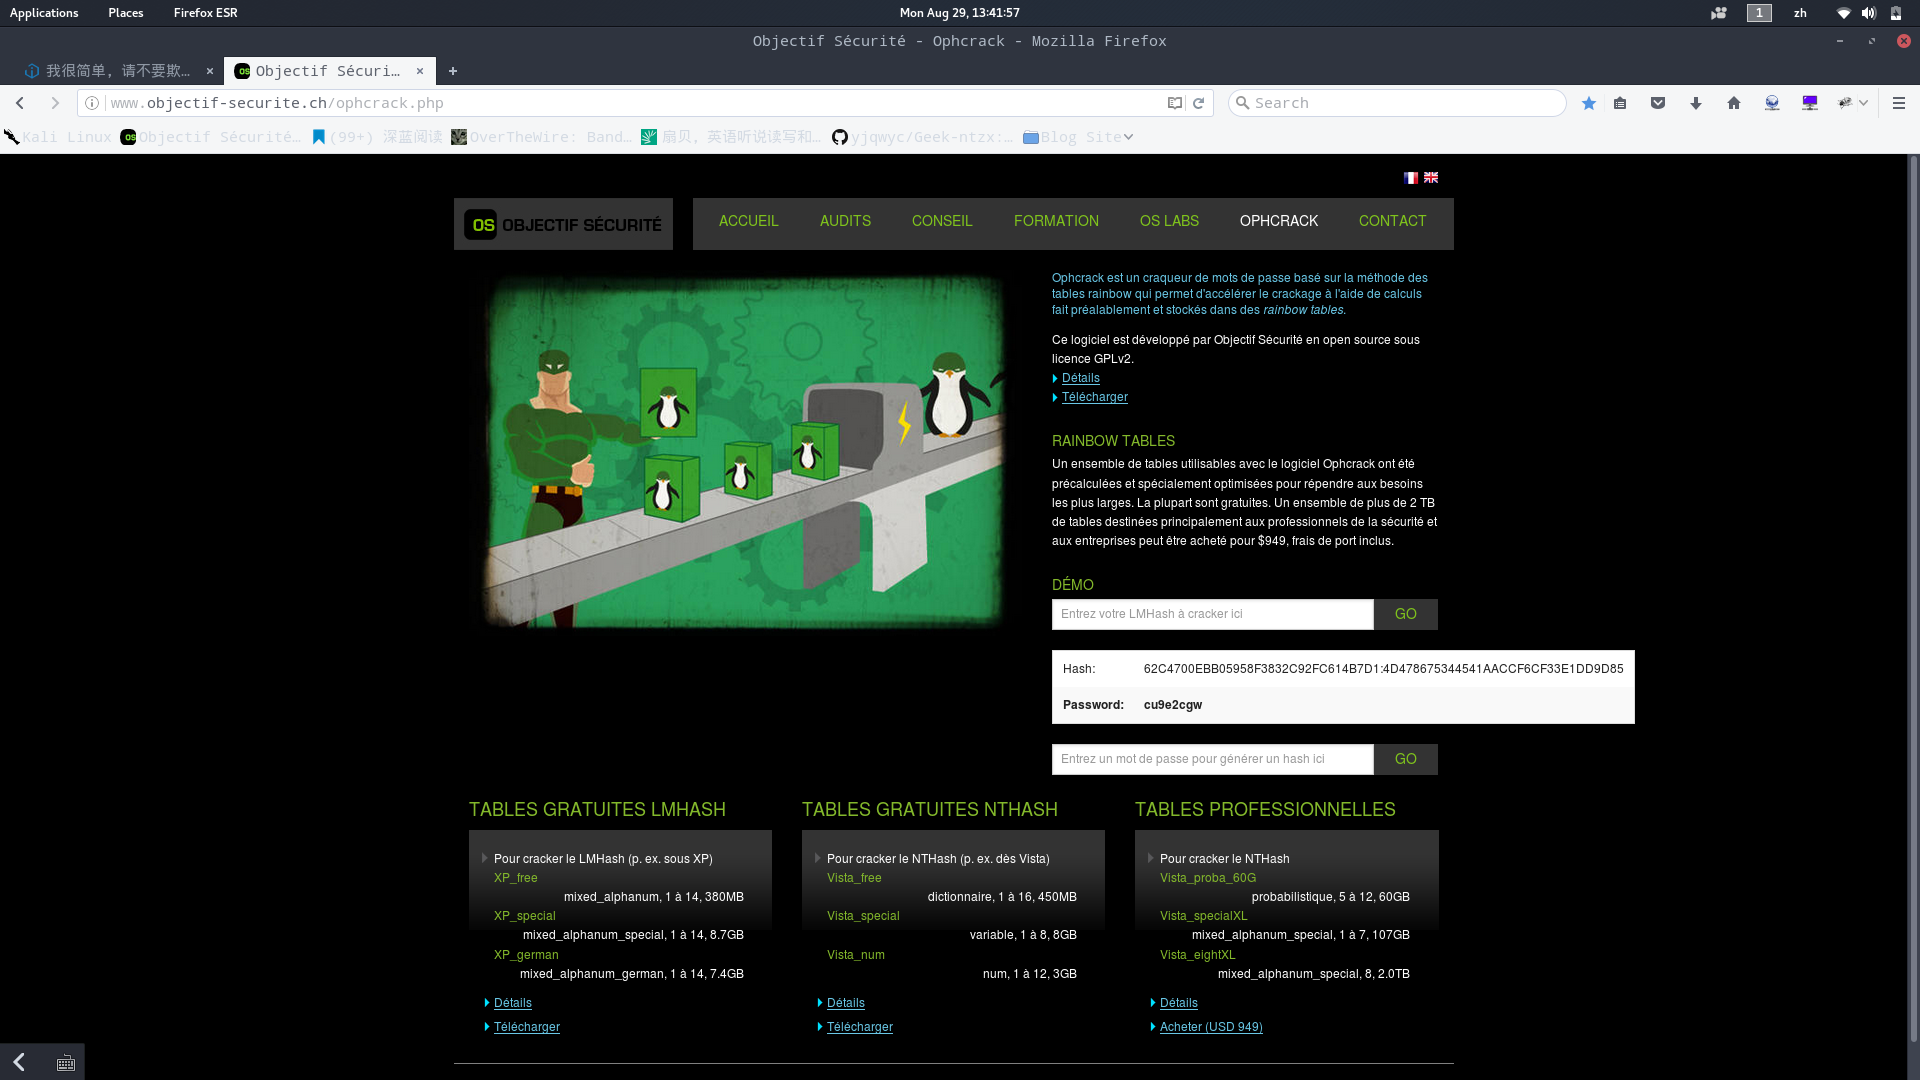 Applications Places Firefox ESR Mon Aug 29, 13:41:57 1 zh
Objectif Sécurité - Ophcrack - Mozilla Firefox
我很简单，请不要欺… Objectif Sécuri…
www.objectif-securite.ch/ophcrack.php Search
Kali Linux Objectif Sécurité… (99+) 深蓝阅读 OverTheWire: Band… 扇贝，英语听说读写和… yjqwyc/Geek-ntzx:… Blog Site
OS OBJECTIF SÉCURITÉ
ACCUEIL AUDITS CONSEIL FORMATION OS LABS OPHCRACK CONTACT
Ophcrack est un craqueur de mots de passe basé sur la méthode des
tables rainbow qui permet d'accélérer le crackage à l'aide de calculs
fait préalablement et stockés dans des rainbow tables.
Ce logiciel est développé par Objectif Sécurité en open source sous
licence GPLv2.
Détails
Télécharger
RAINBOW TABLES
Un ensemble de tables utilisables avec le logiciel Ophcrack ont été
précalculées et spécialement optimisées pour répendre aux besoins
les plus larges. La plupart sont gratuites. Un ensemble de plus de 2 TB
de tables destinées principalement aux professionnels de la sécurité et
aux entreprises peut être acheté pour $949, frais de port inclus.
DÉMO
Entrez votre LMHash à cracker ici GO
Hash: 62C4700EBB05958F3832C92FC614B7D1:4D478675344541AACCF6CF33E1DD9D85
Password: cu9e2cgw
Entrez un mot de passe pour générer un hash ici GO
TABLES GRATUITES LMHASH
Pour cracker le LMHash (p. ex. sous XP)
XP_free
mixed_alphanum, 1 à 14, 380MB
XP_special
mixed_alphanum_special, 1 à 14, 8.7GB
XP_german
mixed_alphanum_german, 1 à 14, 7.4GB
Détails
Télécharger
TABLES GRATUITES NTHASH
Pour cracker le NTHash (p. ex. dès Vista)
Vista_free
dictionnaire, 1 à 16, 450MB
Vista_special
variable, 1 à 8, 8GB
Vista_num
num, 1 à 12, 3GB
Détails
Télécharger
TABLES PROFESSIONNELLES
Pour cracker le NTHash
Vista_proba_60G
probabilistique, 5 à 12, 60GB
Vista_specialXL
mixed_alphanum_special, 1 à 7, 107GB
Vista_eightXL
mixed_alphanum_special, 8, 2.0TB
Détails
Acheter (USD 949)